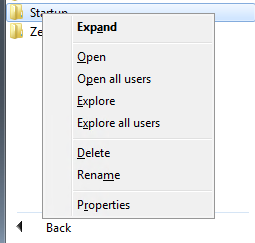 Startup
Ze
Expand
Open
Open all users
Explore
Explore all users
Delete
Rename
Properties
Back